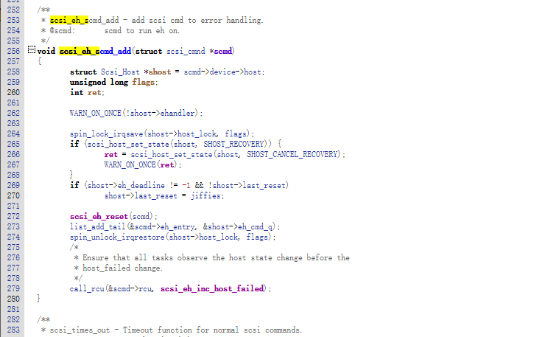 252 /**
253  * scsi_eh_scmd_add - add scsi cmd to error handling.
254  * @scmd: scmd to run eh on.
255  */
256 void scsi_eh_scmd_add(struct scsi_cmnd *scmd)
257 {
258 struct Scsi_Host *shost = scmd->device->host;
259 unsigned long flags;
260 int ret;
261
262 WARN_ON_ONCE(!shost->ehandler);
263
264 spin_lock_irqsave(shost->host_lock, flags);
265 if (scsi_host_set_state(shost, SHOST_RECOVERY)) {
266 ret = scsi_host_set_state(shost, SHOST_CANCEL_RECOVERY);
267 WARN_ON_ONCE(ret);
268 }
269 if (shost->eh_deadline != -1 && !shost->last_reset)
270 shost->last_reset = jiffies;
271
272 scsi_eh_reset(scmd);
273 list_add_tail(&scmd->eh_entry, &shost->eh_cmd_q);
274 spin_unlock_irqrestore(shost->host_lock, flags);
275 /*
276  * Ensure that all tasks observe the host state change before the
277  * host_failed change.
278  */
279 call_rcu(&scmd->rcu, scsi_eh_inc_host_failed);
280 }
281
282 /**
283  * scsi_times_out - Timeout function for normal scsi commands.